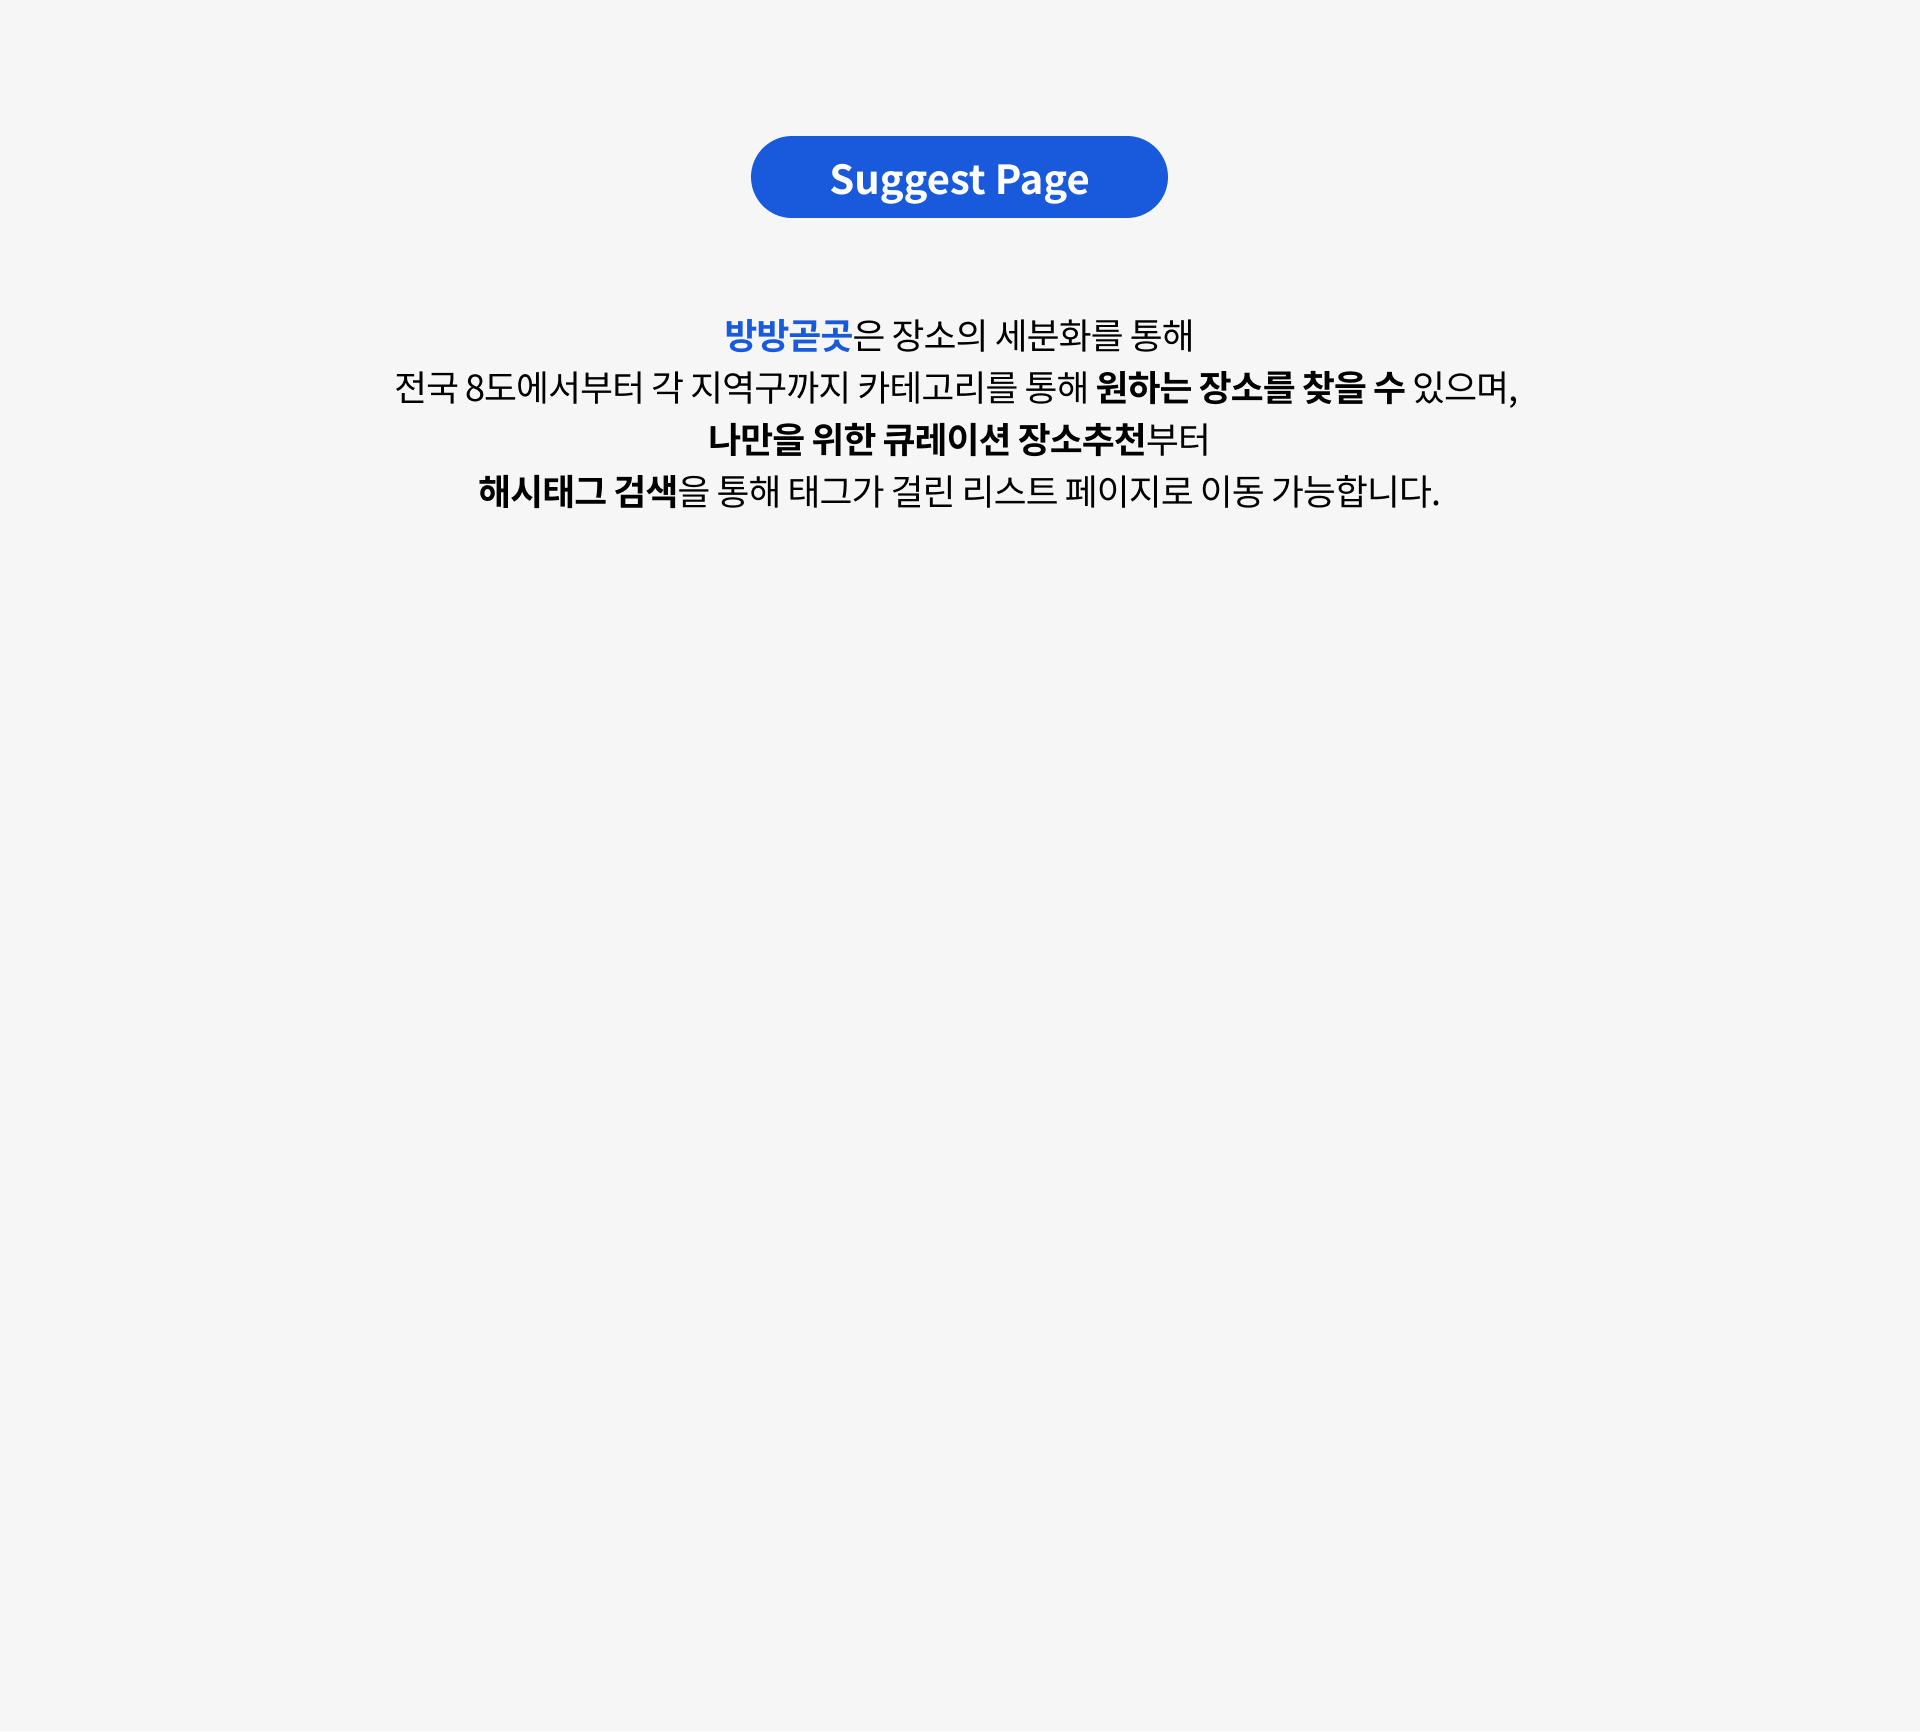 Suggest Page
방방곧곳은 장소의 세분화를 통해
전국 8도에서부터 각 지역구까지 카테고리를 통해 원하는 장소를 찾을 수 있으며,
나만을 위한 큐레이션 장소추천부터
해시태그 검색을 통해 태그가 걸린 리스트 페이지로 이동 가능합니다.